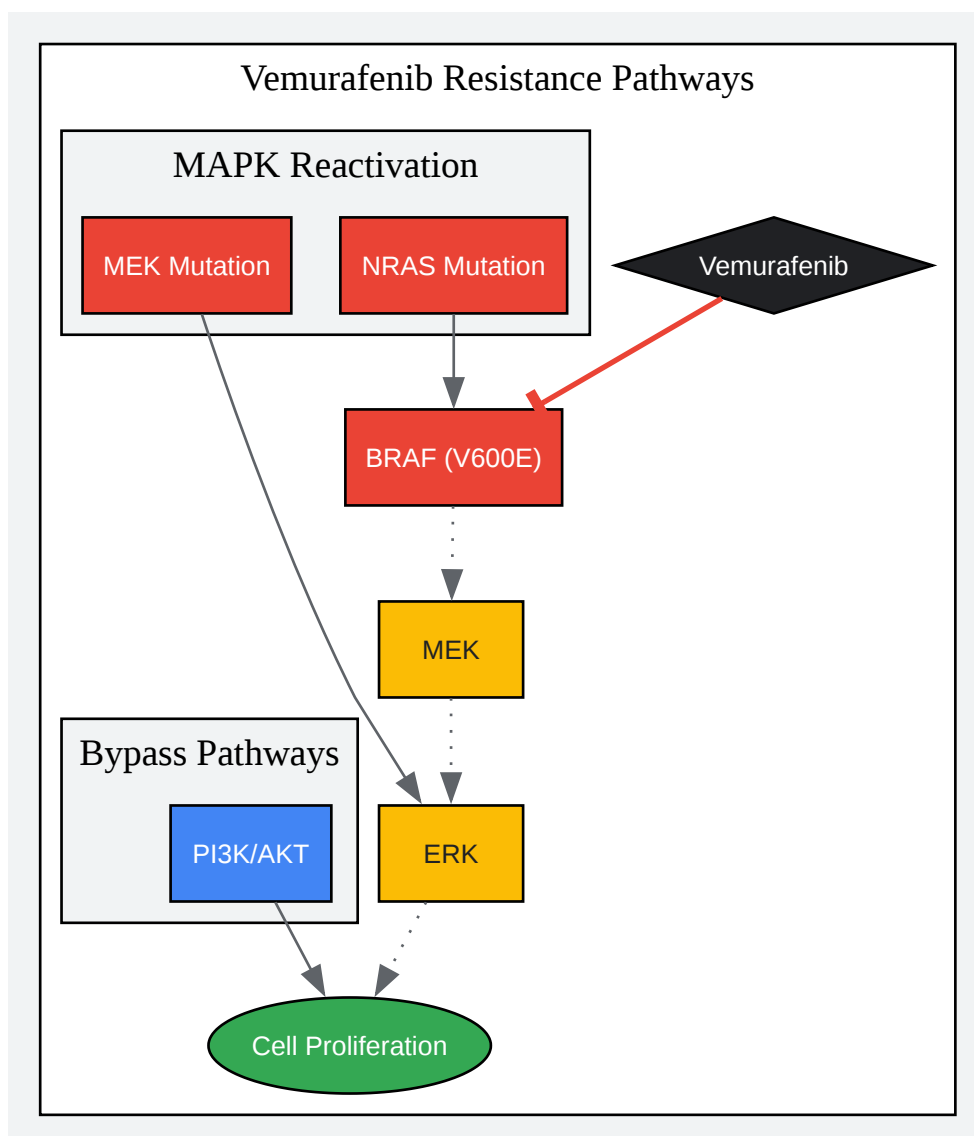 Vemurafenib Resistance Pathways
MAPK Reactivation
MEK Mutation
NRAS Mutation
Vemurafenib
BRAF (V600E)
MEK
Bypass Pathways
PI3K/AKT
ERK
Cell Proliferation